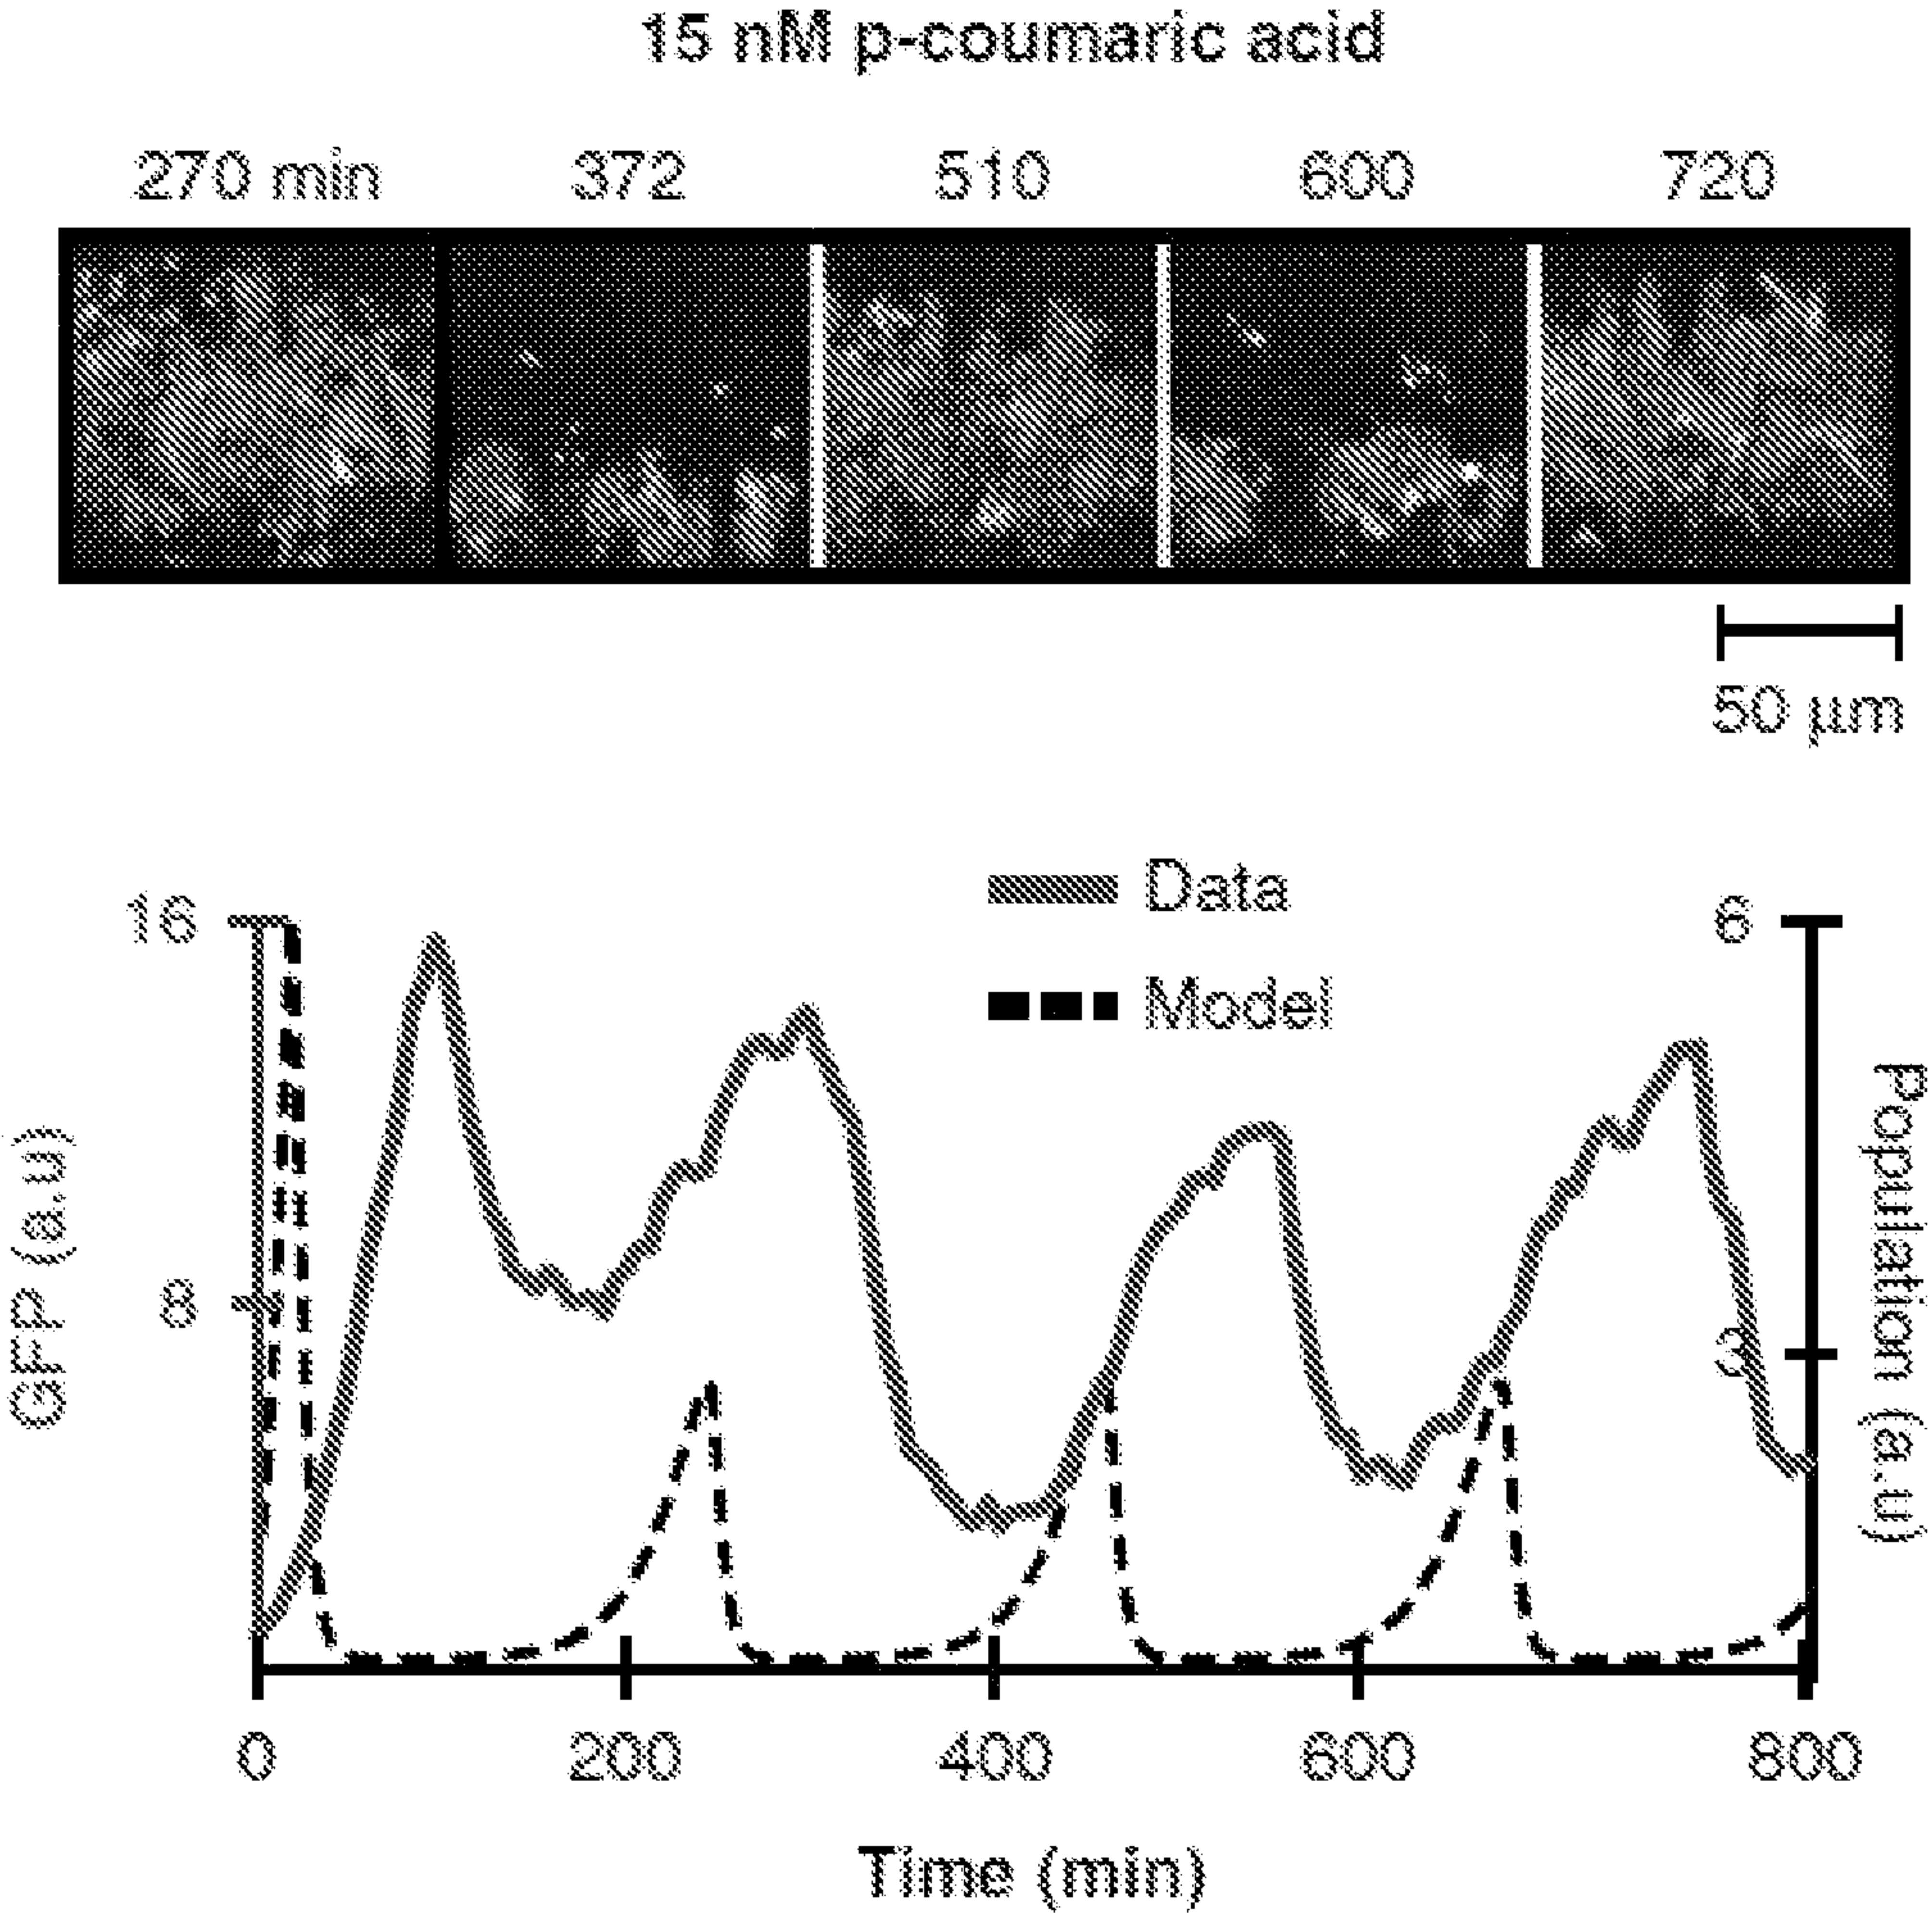 15 nM p-coumaric acid
270 min 372 510 600 720
50 µm
Data
Model
16
8
GFP (a.u)
6
3
Population (a.u)
0 200 400 600 800
Time (min)